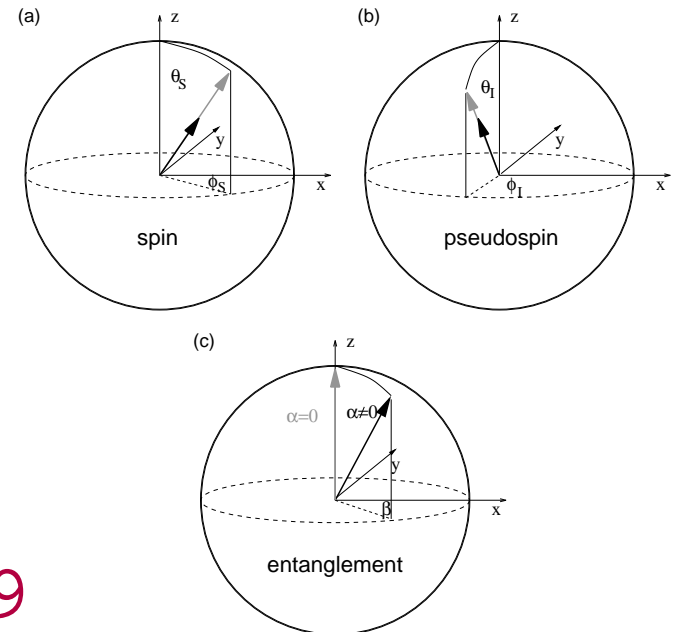 (a)
z
θS
y
x
ϕS
spin
(b)
z
θI
y
x
ϕI
pseudospin
(c)
z
α=0
α≠0
y
x
β
entanglement
9